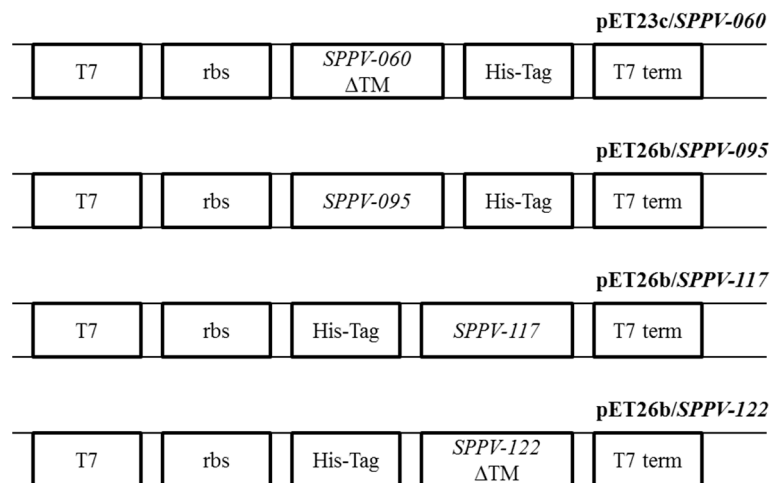 pET23c/SPPV-060
T7 rbs SPPV-060 ΔTM His-Tag T7 term
pET26b/SPPV-095
T7 rbs SPPV-095 His-Tag T7 term
pET26b/SPPV-117
T7 rbs His-Tag SPPV-117 T7 term
pET26b/SPPV-122
T7 rbs His-Tag SPPV-122 ΔTM T7 term